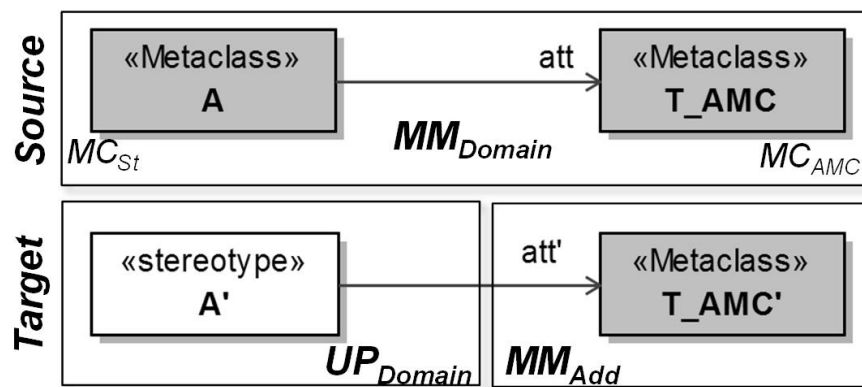 Source
«Metaclass»
A
att
«Metaclass»
T_AMC
MC_St
MM_Domain
MC_AMC
Target
«stereotype»
A'
att'
«Metaclass»
T_AMC'
UP_Domain
MM_Add